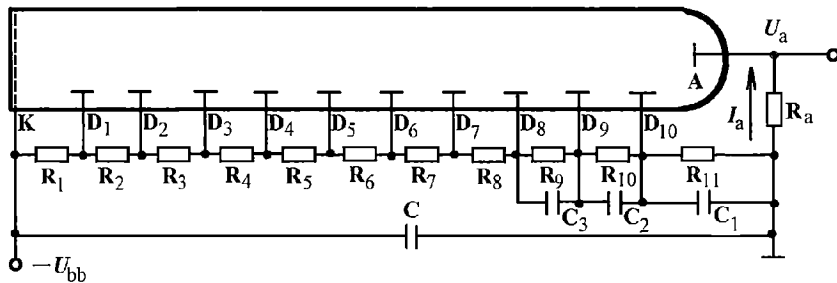 U_a
A
K D_1 D_2 D_3 D_4 D_5 D_6 D_7 D_8 D_9 D_10 I_a R_a
R_1 R_2 R_3 R_4 R_5 R_6 R_7 R_8 R_9 R_10 R_11
C C_3 C_2 C_1
−U_bb